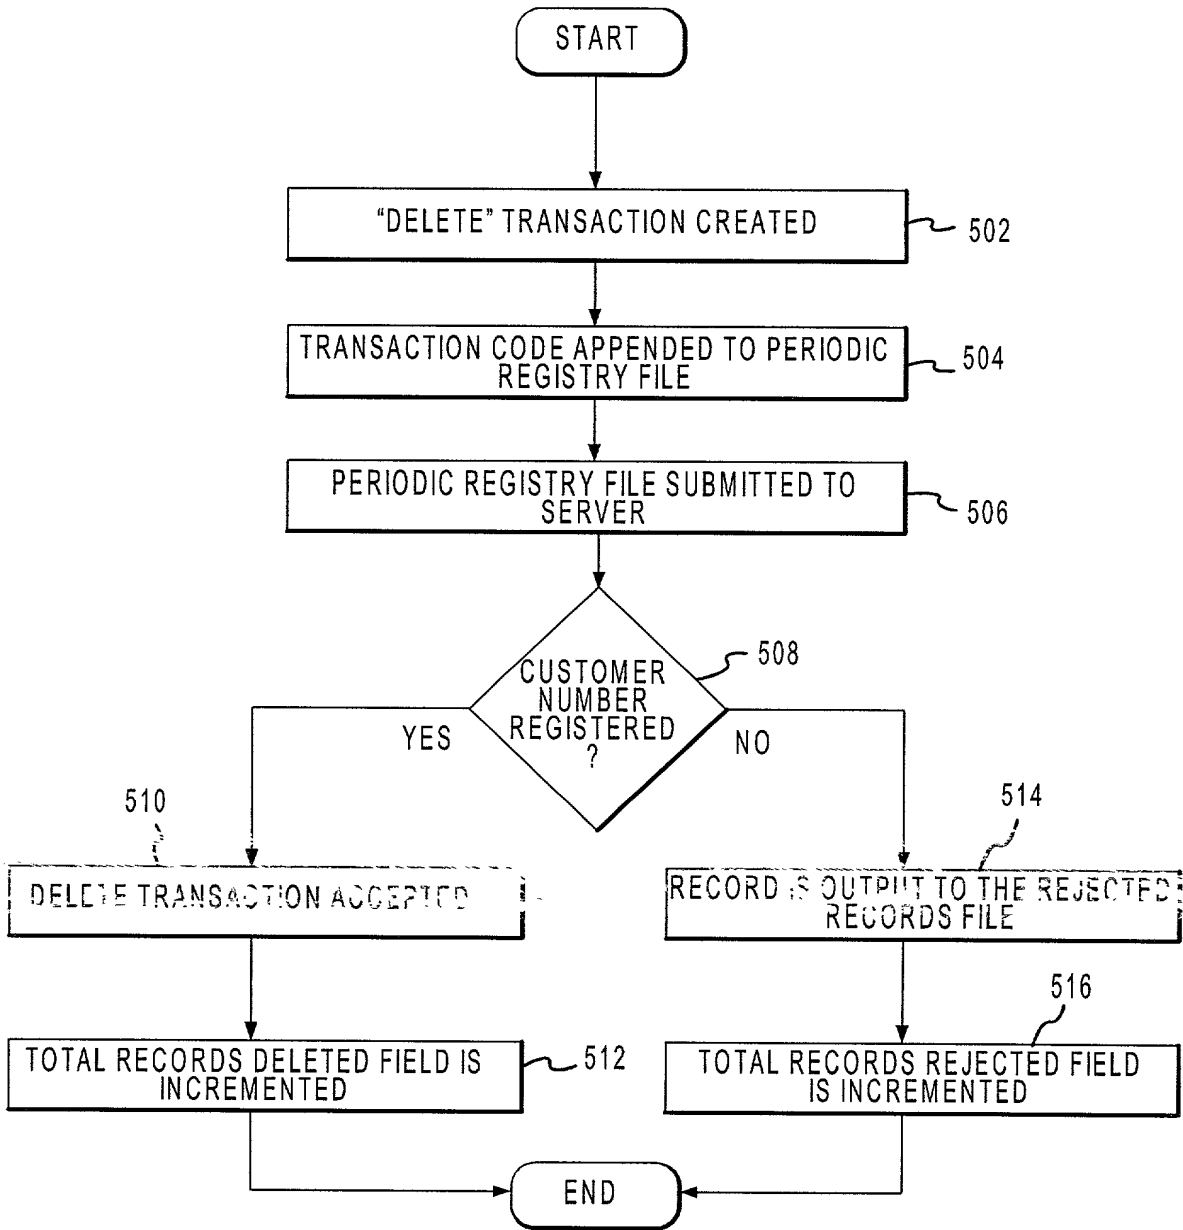 START
“DELETE” TRANSACTION CREATED
502
TRANSACTION CODE APPENDED TO PERIODIC
REGISTRY FILE
504
PERIODIC REGISTRY FILE SUBMITTED TO
SERVER
506
CUSTOMER
NUMBER
REGISTERED
?
508
YES
NO
510
DELETE TRANSACTION ACCEPTED
514
RECORD IS OUTPUT TO THE REJECTED
RECORDS FILE
TOTAL RECORDS DELETED FIELD IS
INCREMENTED
512
516
TOTAL RECORDS REJECTED FIELD
IS INCREMENTED
END